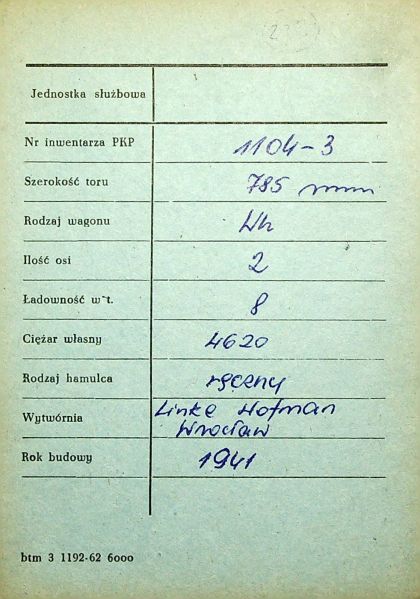 Jednostka służbowa
Nr inwentarza PKP 1104-3
Szerokość toru 785 mm
Rodzaj wagonu Wh
Ilość osi 2
Ładowność w t. 8
Ciężar własny 4620
Rodzaj hamulca ręczny
Wytwórnia Linke Hofman
Wrocław
Rok budowy 1941
btm 3 1192-62 6000